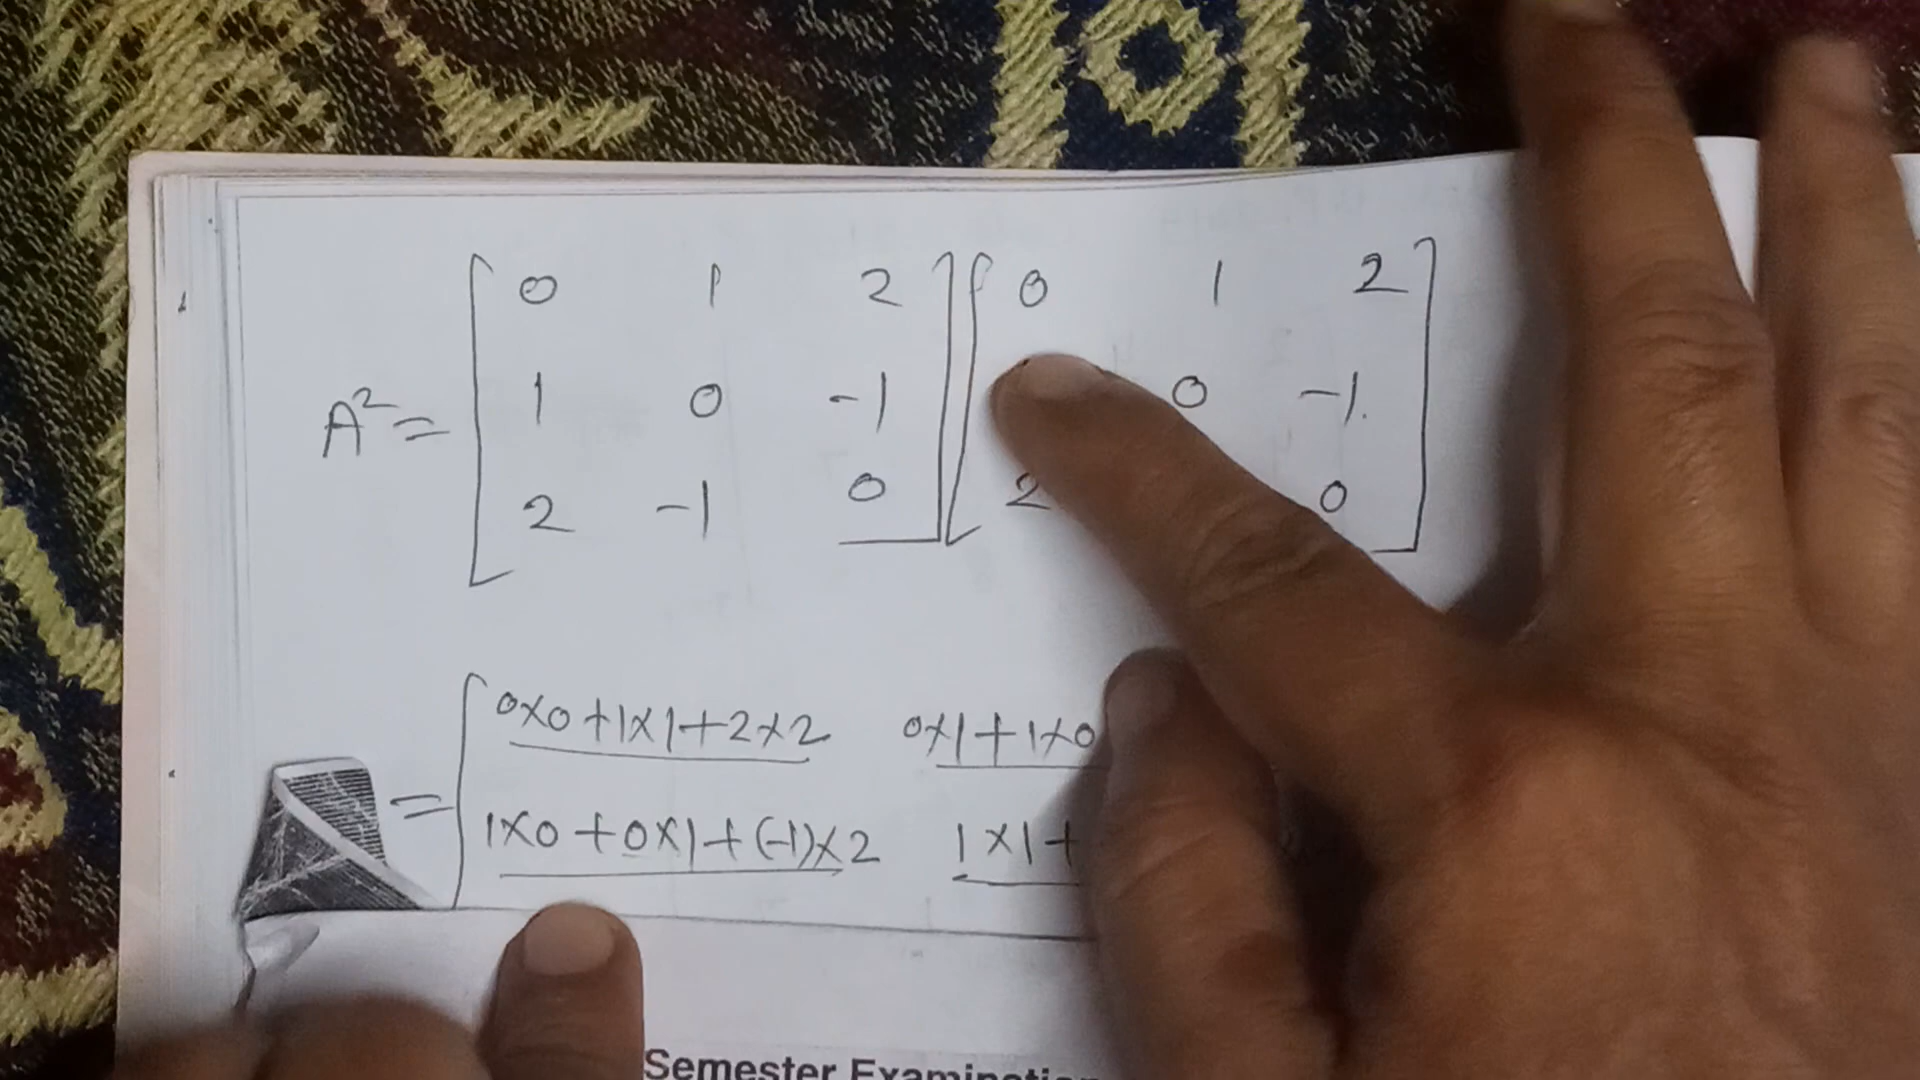 0 1 2 0 1 2
A² = 1 0 -1 0 -1.
2 -1 0 2 0
0×0+1×1+2×2 0×1+1×0
= 1×0+0×1+(-1)×2 1×1+
Semester Examination